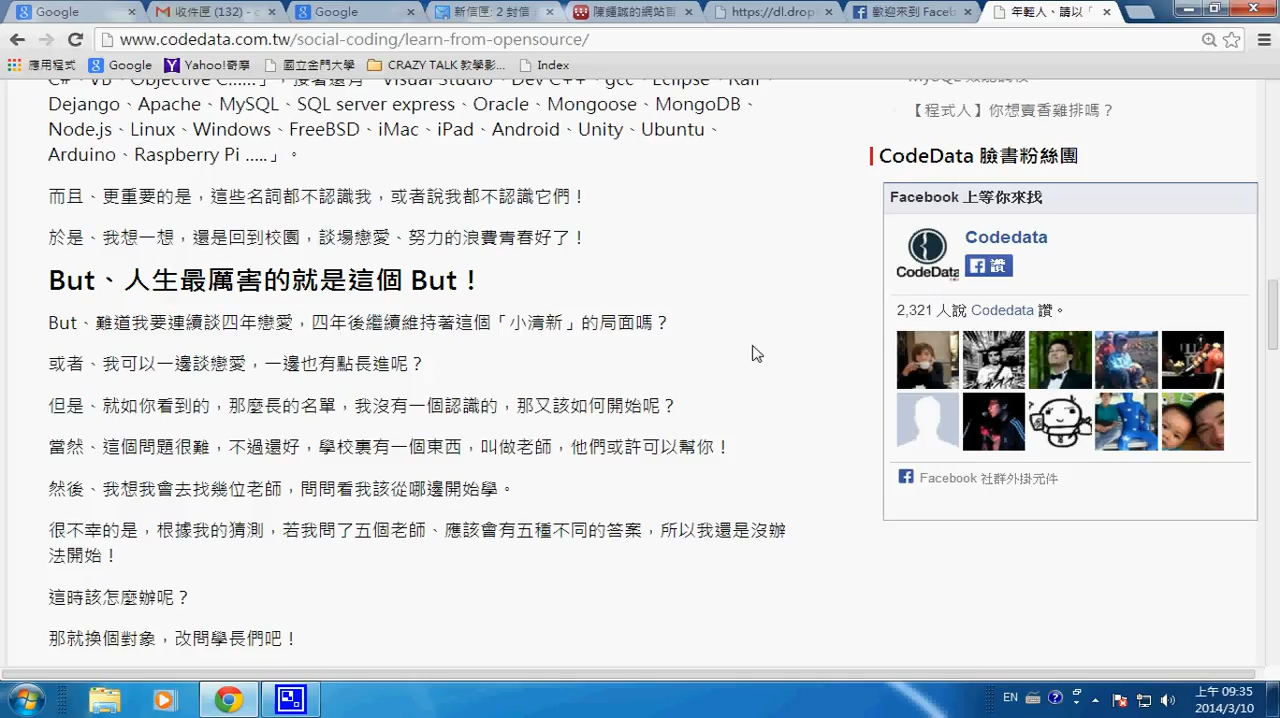 Google
收件匣 (132) -
Google
新信匣: 2 封信
陳鍾誠的網站
https://dl.drop
歡迎來到 Faceb
年輕人、請以「
www.codedata.com.tw/social-coding/learn-from-opensource/
應用程式
Google
Yahoo!奇摩
國立金門大學
CRAZY TALK 教學影...
Index
C#、VB、Objective C.....」，接著還有「Visual Studio、Dev C++、gcc、Eclipse、Rail、
Dejango、Apache、MySQL、SQL server express、Oracle、Mongoose、MongoDB、
Node.js、Linux、Windows、FreeBSD、iMac、iPad、Android、Unity、Ubuntu、
Arduino、Raspberry Pi .....」。
而且、更重要的是，這些名詞都不認識我，或者說我都不認識它們！
於是、我想一想，還是回到校園，談場戀愛、努力的浪費青春好了！
But、人生最厲害的就是這個 But！
But、難道我要連續談四年戀愛，四年後繼續維持著這個「小清新」的局面嗎？
或者、我可以一邊談戀愛，一邊也有點長進呢？
但是、就如你看到的，那麼長的名單，我沒有一個認識的，那又該如何開始呢？
當然、這個問題很難，不過還好，學校裏有一個東西，叫做老師，他們或許可以幫你！
然後、我想我會去找幾位老師，問問看我該從哪邊開始學。
很不幸的是，根據我的猜測，若我問了五個老師、應該會有五種不同的答案，所以我還是沒辦
法開始！
這時該怎麼辦呢？
那就換個對象，改問學長們吧！
【程式人】你想賣香雞排嗎？
CodeData 臉書粉絲團
Facebook 上等你來找
CodeData
Codedata
讚
2,321 人說 Codedata 讚。
Facebook 社群外掛元件
EN
上午 09:35
2014/3/10